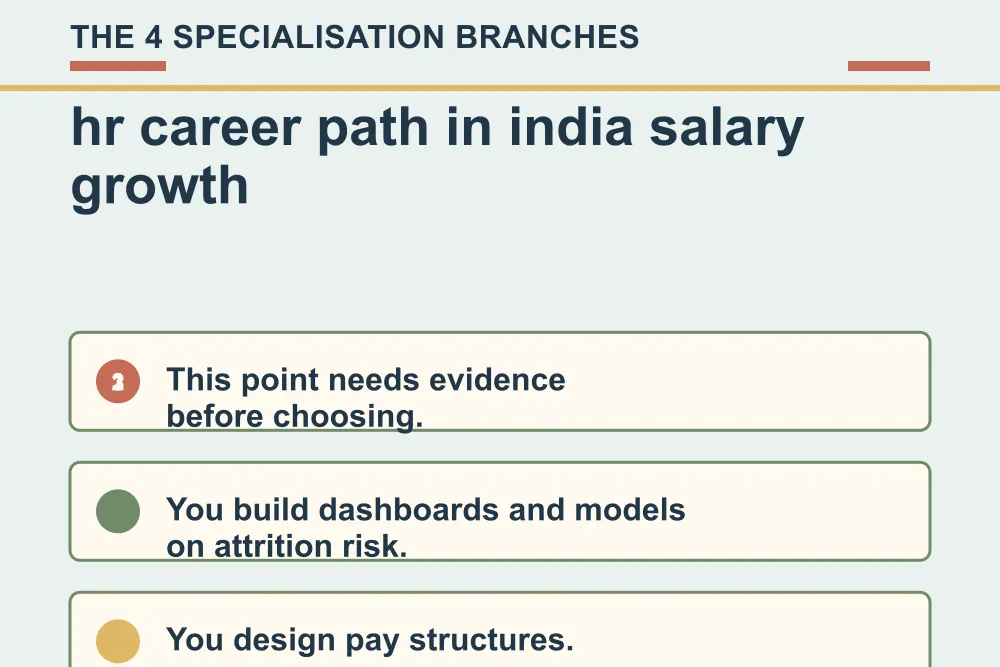 THE 4 SPECIALISATION BRANCHES
hr career path in india salary
growth
This point needs evidence
before choosing.
You build dashboards and models
on attrition risk.
You design pay structures.